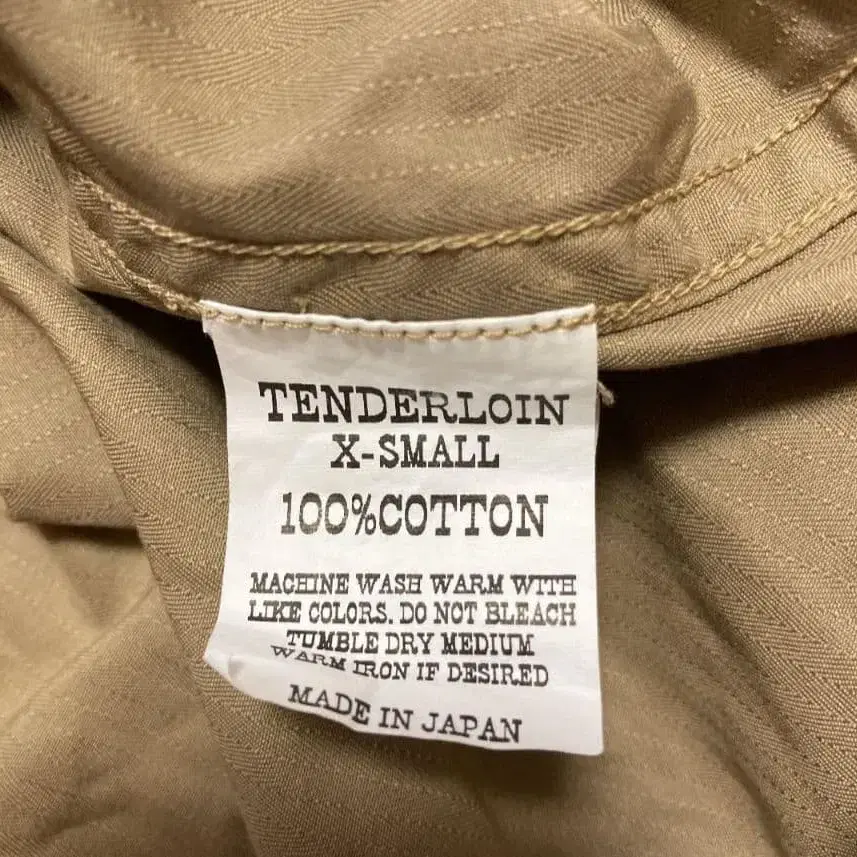 TENDERLOIN
X-SMALL
100%COTTON
MACHINE WASH WARM WITH
LIKE COLORS. DO NOT BLEACH
TUMBLE DRY MEDIUM
WARM IRON IF DESIRED
MADE IN JAPAN